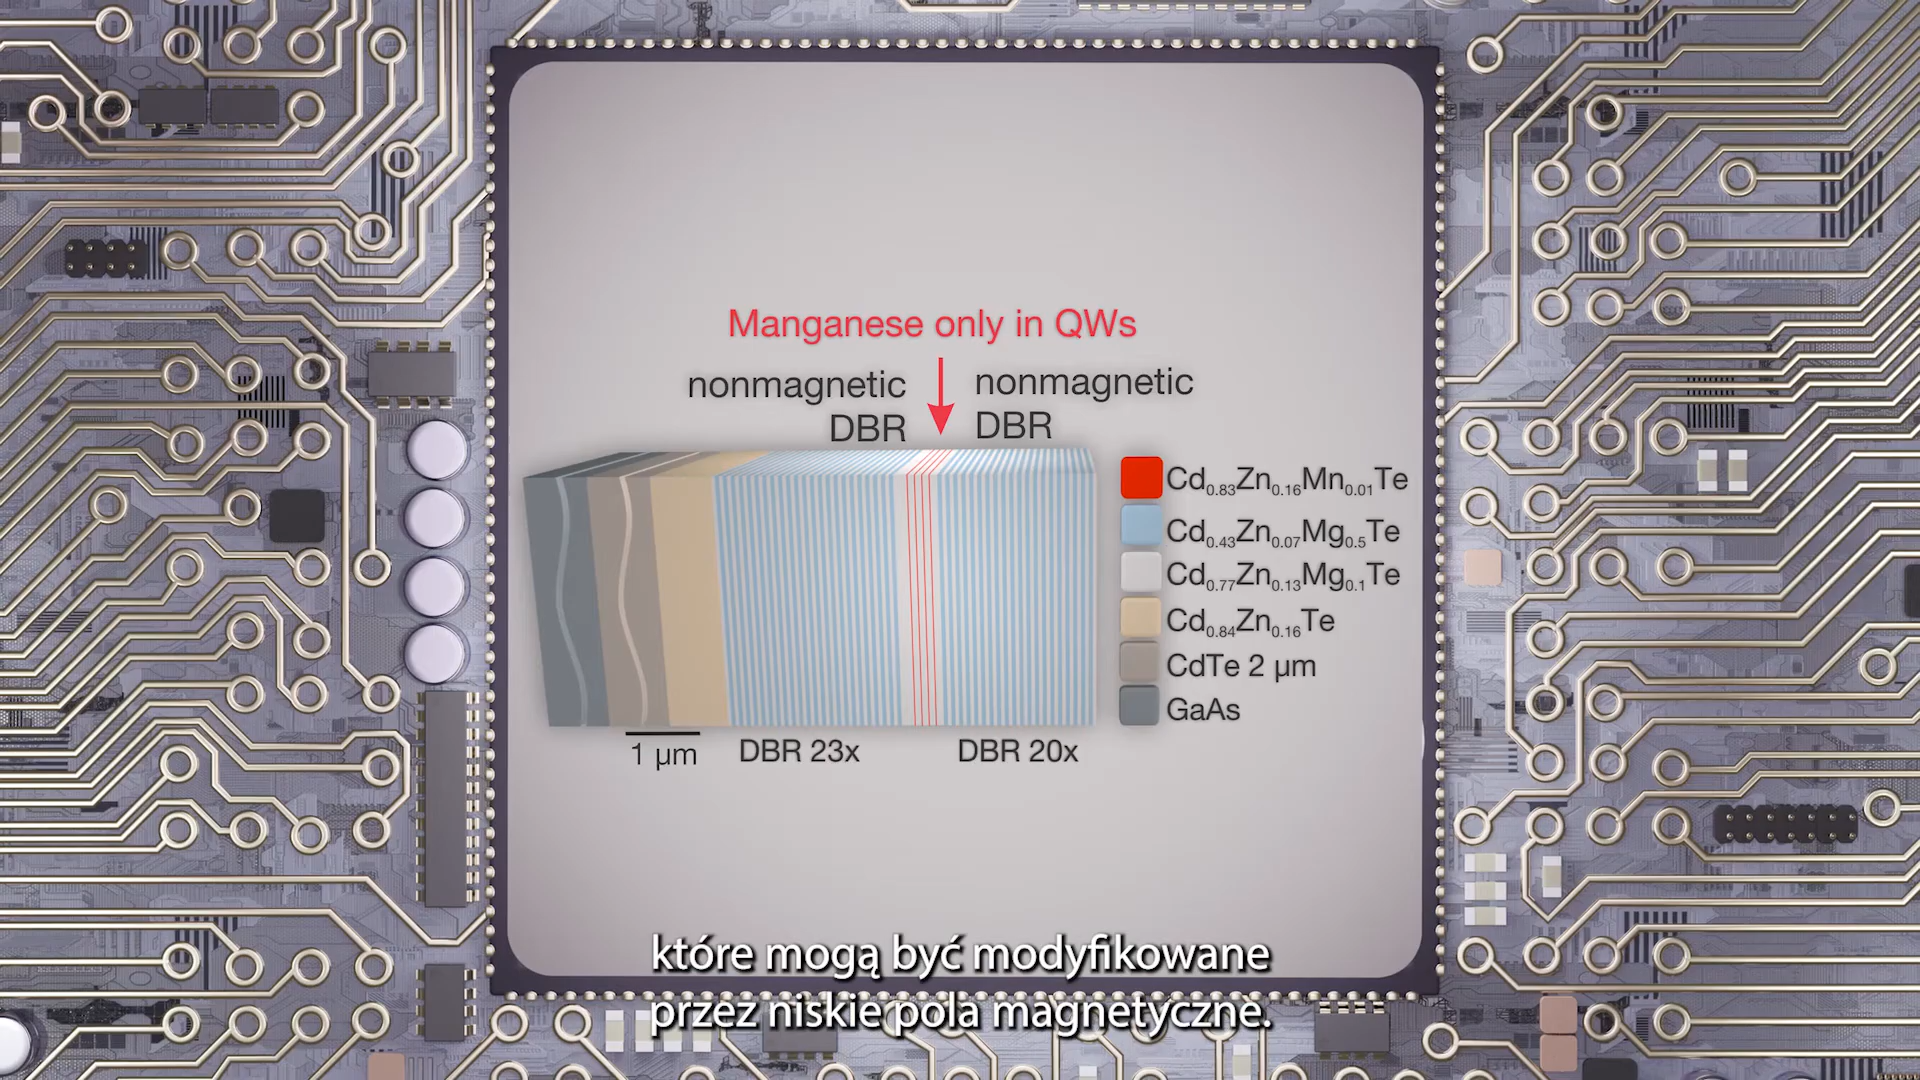 Manganese only in QWs
nonmagnetic
DBR
nonmagnetic
DBR
Cd₀.₈₃Zn₀.₁₆Mn₀.₀₁Te
Cd₀.₄₃Zn₀.₀₇Mg₀.₅Te
Cd₀.₇₇Zn₀.₁₃Mg₀.₁Te
Cd₀.₈₄Zn₀.₁₆Te
CdTe 2 μm
GaAs
1 μm
DBR 23x
DBR 20x
które mogą być modyfikowane
przez niskie pola magnetyczne.